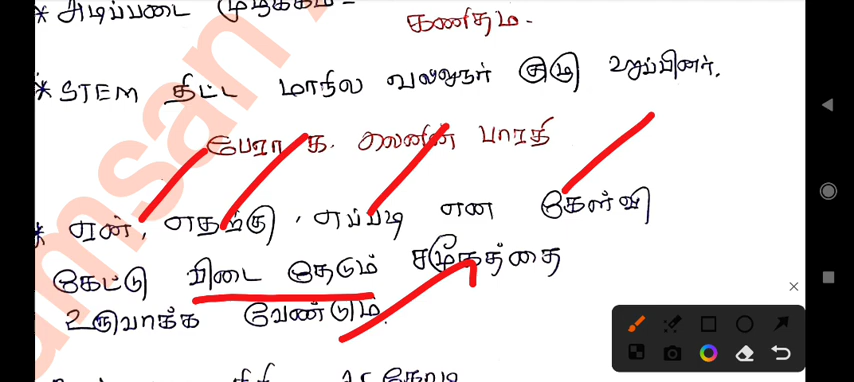 * அடிப்படை முழக்கம் -
கணிதம்.
* STEM திட்ட மாநில வல்லுநர் குழு உறுப்பினர்.
பேரா த. லெனின் பாரதி
* ஏன், எதற்கு, எப்படி என கேள்வி
கேட்டு விடை தேடும் சமூகத்தை
உருவாக்க வேண்டும்.